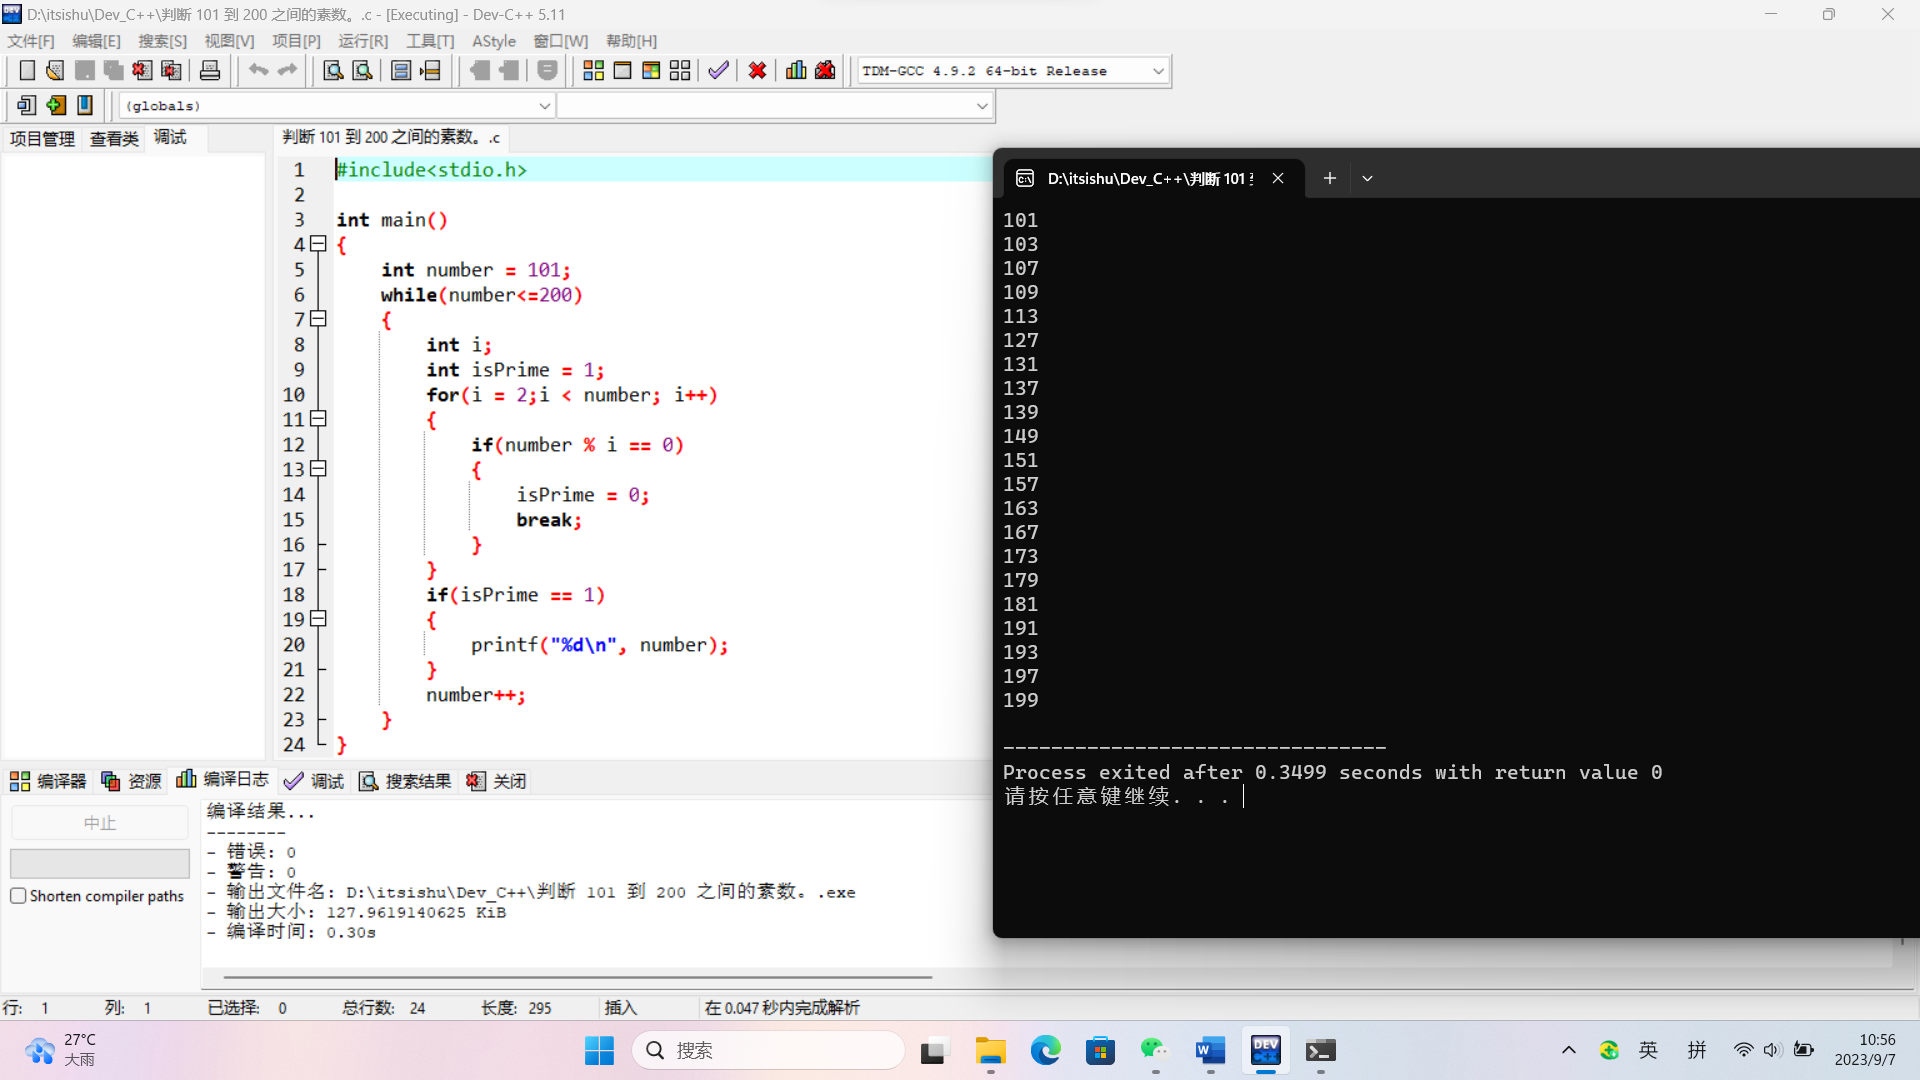 D:\itsishu\Dev_C++\判断 101 到 200 之间的素数。.c - [Executing] - Dev-C++ 5.11
文件[F] 编辑[E] 搜索[S] 视图[V] 项目[P] 运行[R] 工具[T] AStyle 窗口[W] 帮助[H]
TDM-GCC 4.9.2 64-bit Release
(globals)
项目管理 查看类 调试
判断 101 到 200 之间的素数。.c
1 #include<stdio.h>
2
3 int main()
4 {
5 int number = 101;
6 while(number<=200)
7 {
8 int i;
9 int isPrime = 1;
10 for(i = 2;i < number; i++)
11 {
12 if(number % i == 0)
13 {
14 isPrime = 0;
15 break;
16 }
17 }
18 if(isPrime == 1)
19 {
20 printf("%d\n", number);
21 }
22 number++;
23 }
24 }
D:\itsishu\Dev_C++\判断 101
101
103
107
109
113
127
131
137
139
149
151
157
163
167
173
179
181
191
193
197
199
--------------------------------
Process exited after 0.3499 seconds with return value 0
请按任意键继续. . .
编译器 资源 编译日志 调试 搜索结果 关闭
中止
Shorten compiler paths
编译结果...
--------
- 错误: 0
- 警告: 0
- 输出文件名: D:\itsishu\Dev_C++\判断 101 到 200 之间的素数。.exe
- 输出大小: 127.9619140625 KiB
- 编译时间: 0.30s
行: 1 列: 1 已选择: 0 总行数: 24 长度: 295 插入 在 0.047 秒内完成解析
27°C
大雨
搜索
DEV
C++
英 拼
10:56
2023/9/7